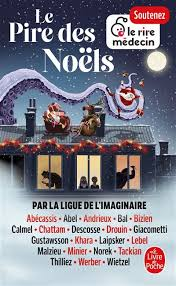 Soutenez
le rire
médecin
Le
Pire des
Noëls
PAR LA LIGUE DE L'IMAGINAIRE
Abécassis • Abel • Andrieux • Bal • Bizien
Calmel • Chattam • Descosse • Drouin • Giacometti
Gustawsson • Khara • Laipsker • Lebel
Malzieu • Minier • Norek • Tackian
Thilliez • Werber • Wietzel
Le Livre
de Poche